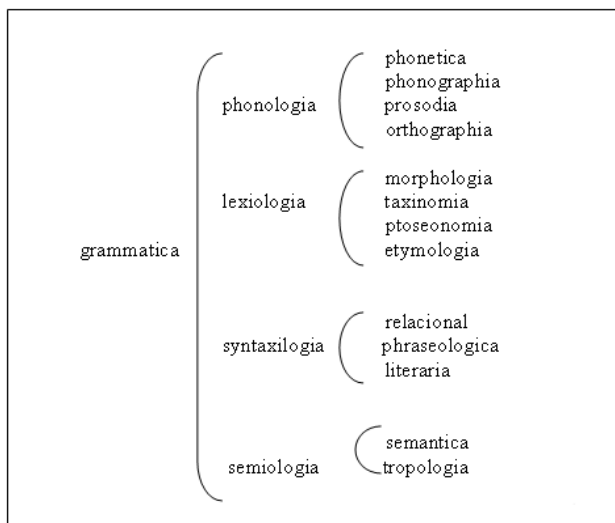 phonetica
phonographia
phonologia
prosodia
orthographia
morphologia
lexiologia
taxinomia
ptoseonomia
etymologia
grammatica
relacional
syntaxilogia
phraseologica
literaria
semantica
semiologia
tropologia